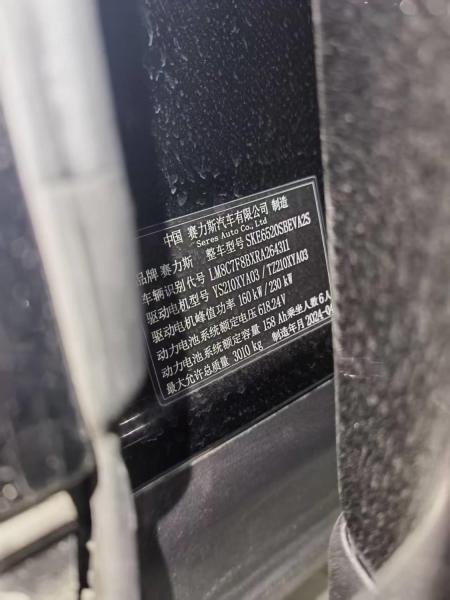 中国 赛力斯汽车有限公司 制造
Seres Auto Co., Ltd
品牌 赛力斯 整车型号 SKE6520SBEVA2S
车辆识别代号 LMSC7F8BXRA264311
驱动电机型号 YS210XYA03/TZ210XYA03
驱动电机峰值功率 160 kW/230 kW
动力电池系统额定电压 618.24V
动力电池系统额定容量 158 Ah乘坐人数 6人
最大允许总质量 3010 kg 制造年月 2024-0